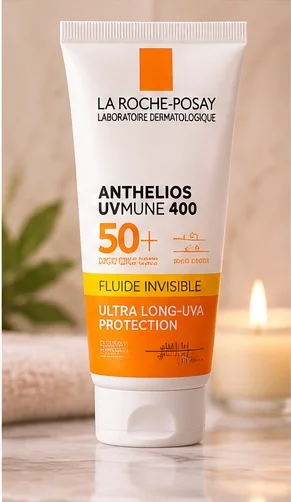 LA ROCHE-POSAY
LABORATOIRE DERMATOLOGIQUE
ANTHELIOS
UVMUNE 400
50+
FLUIDE INVISIBLE
ULTRA LONG-UVA
PROTECTION